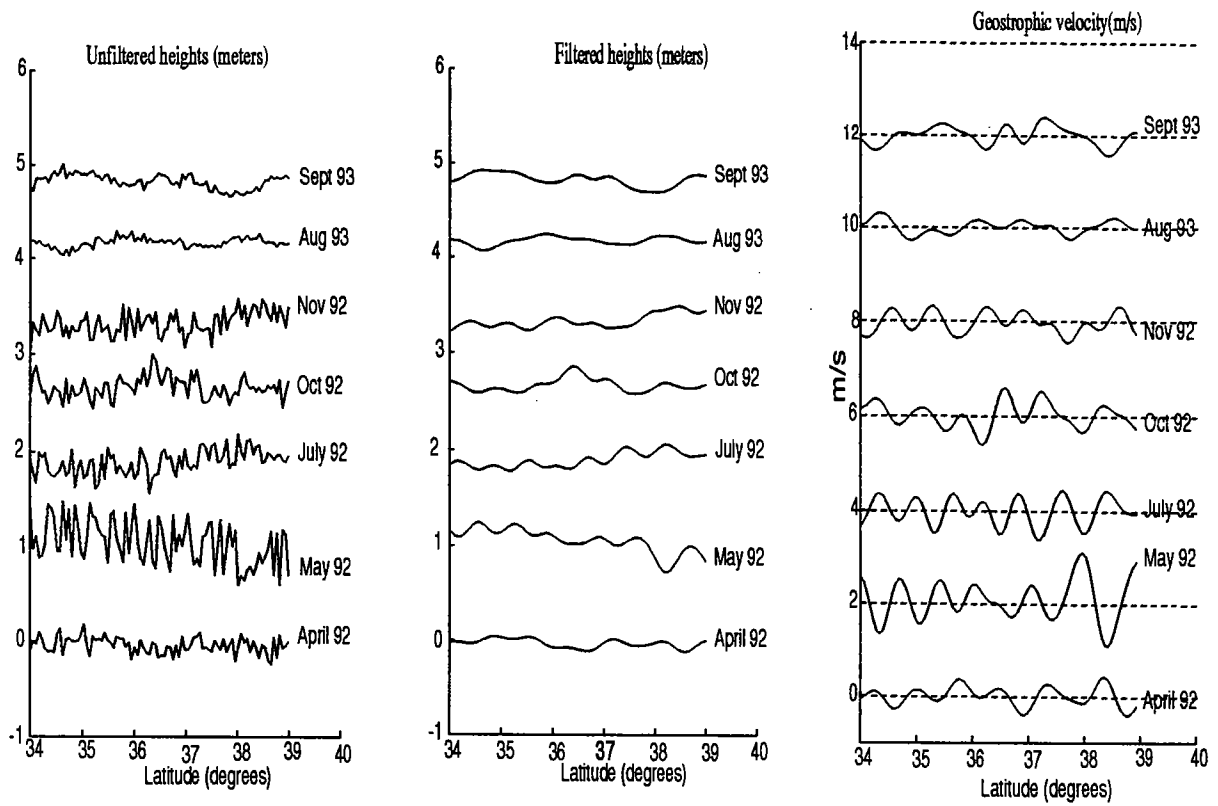 Unfiltered heights (meters)
6
5
4
3
2
1
0
-1
Sept 93
Aug 93
Nov 92
Oct 92
July 92
May 92
April 92
34 35 36 37 38 39 40
Latitude (degrees)
Filtered heights (meters)
6
5
4
3
2
1
0
-1
Sept 93
Aug 93
Nov 92
Oct 92
July 92
May 92
April 92
34 35 36 37 38 39 40
Latitude (degrees)
Geostrophic velocity(m/s)
m/s
14
12
10
8
6
4
2
0
Sept 93
Aug 93
Nov 92
Oct 92
July 92
May 92
April 92
34 35 36 37 38 39 40
Latitude (degrees)